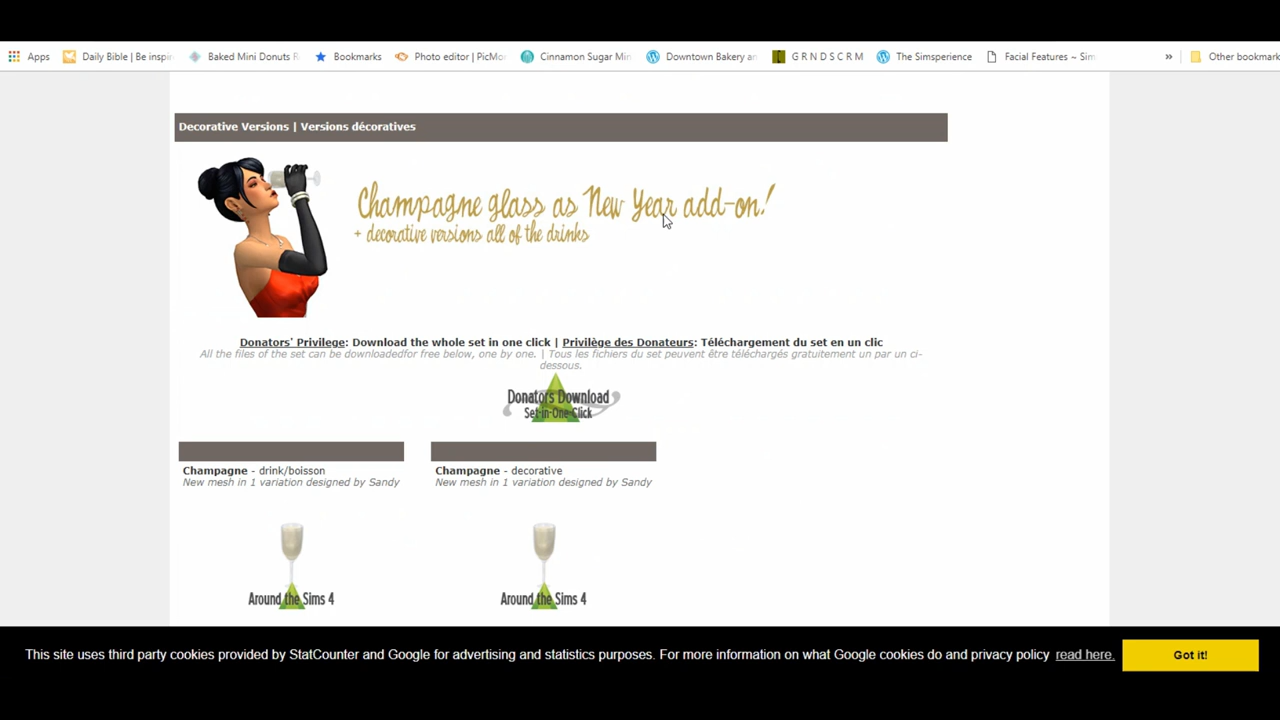 Apps Daily Bible | Be inspi Baked Mini Donuts R Bookmarks Photo editor | PicMo Cinnamon Sugar Mi Downtown Bakery an G R N D S C R M The Simsperience Facial Features ~ Sim » Other bookmark
Decorative Versions | Versions décoratives
Champagne glass as New Year add-on!
+ decorative versions all of the drinks
Donators' Privilege: Download the whole set in one click | Privilège des Donateurs: Téléchargement du set en un clic
All the files of the set can be downloadedfor free below, one by one. | Tous les fichiers du set peuvent être téléchargés gratuitement un par un ci-
dessous.
Donators Download
Set-in-One-Click
Champagne - drink/boisson Champagne - decorative
New mesh in 1 variation designed by Sandy New mesh in 1 variation designed by Sandy
Around the Sims 4 Around the Sims 4
This site uses third party cookies provided by StatCounter and Google for advertising and statistics purposes. For more information on what Google cookies do and privacy policy read here. Got it!